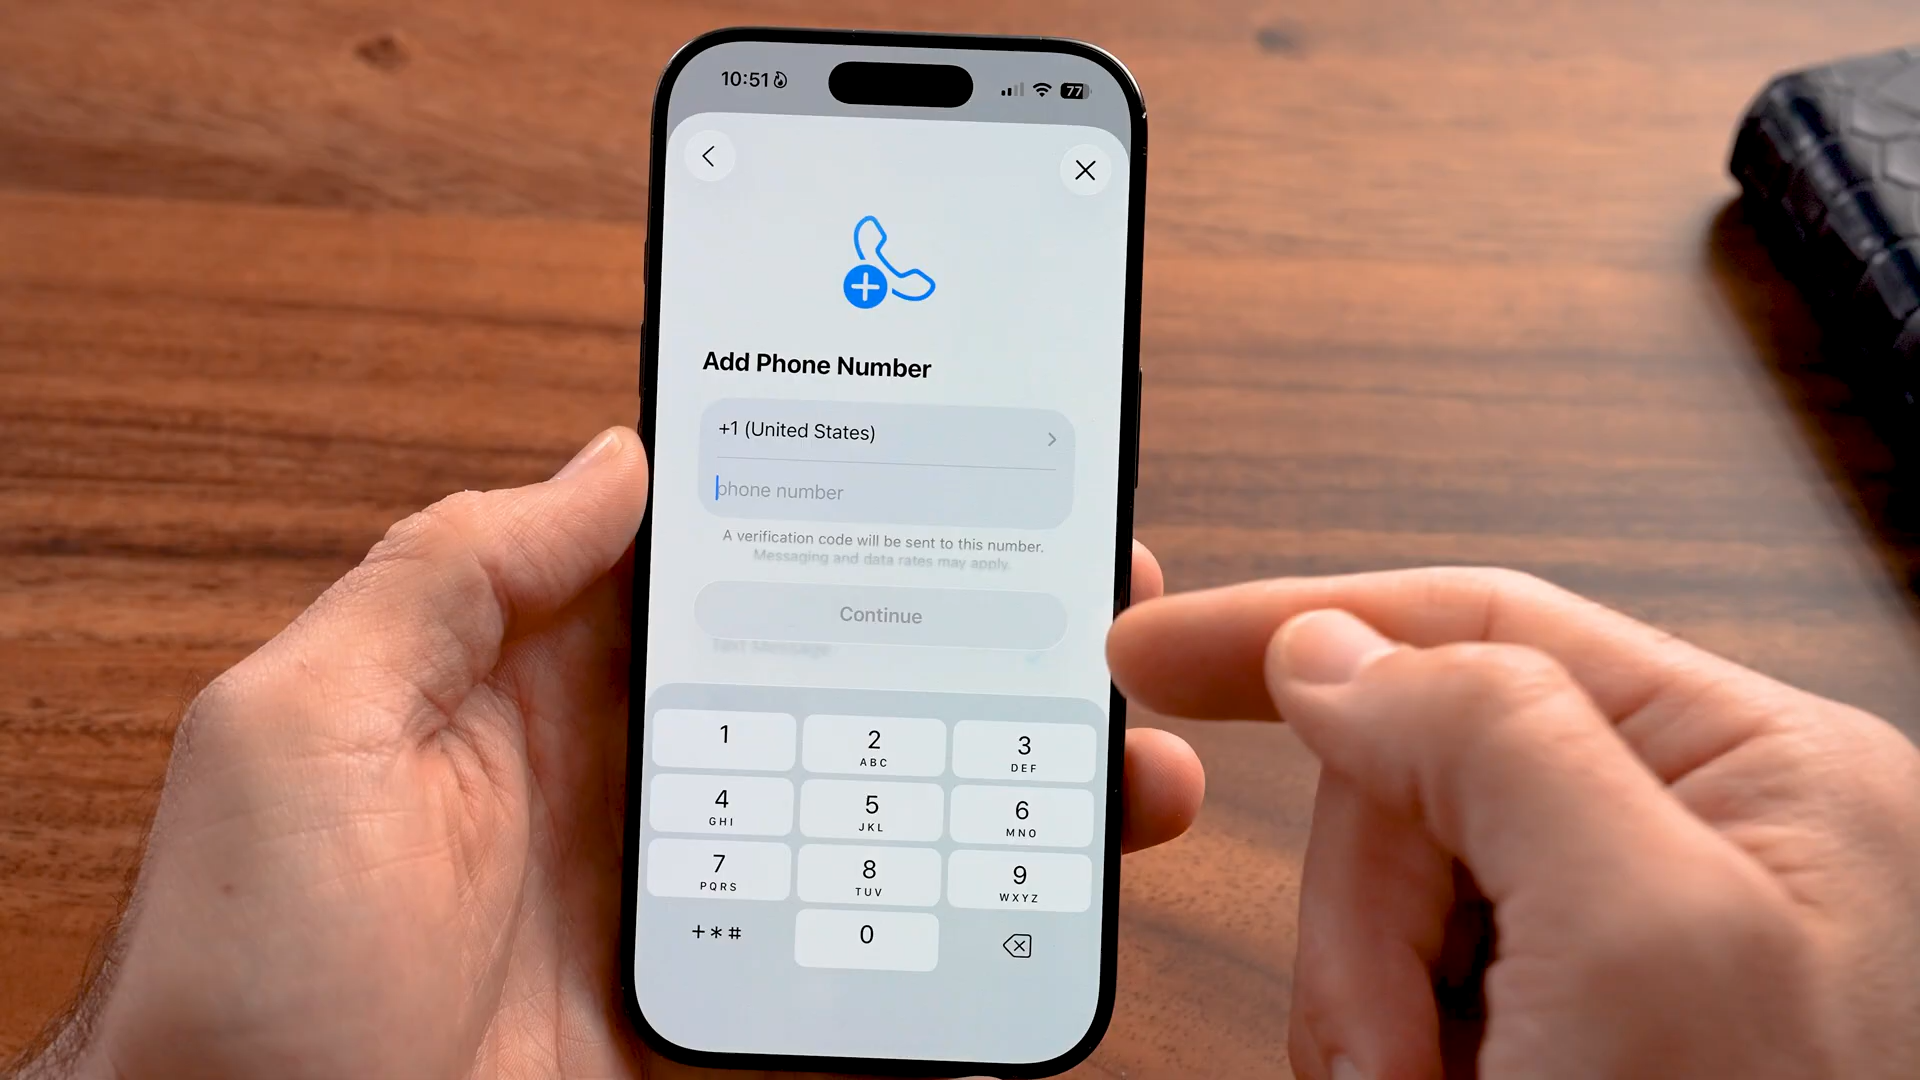 10:51
77
Add Phone Number
+1 (United States)
phone number
A verification code will be sent to this number.
Messaging and data rates may apply.
Continue
Text Message
1
2
ABC
3
DEF
4
GHI
5
JKL
6
MNO
7
PQRS
8
TUV
9
WXYZ
+*#
0